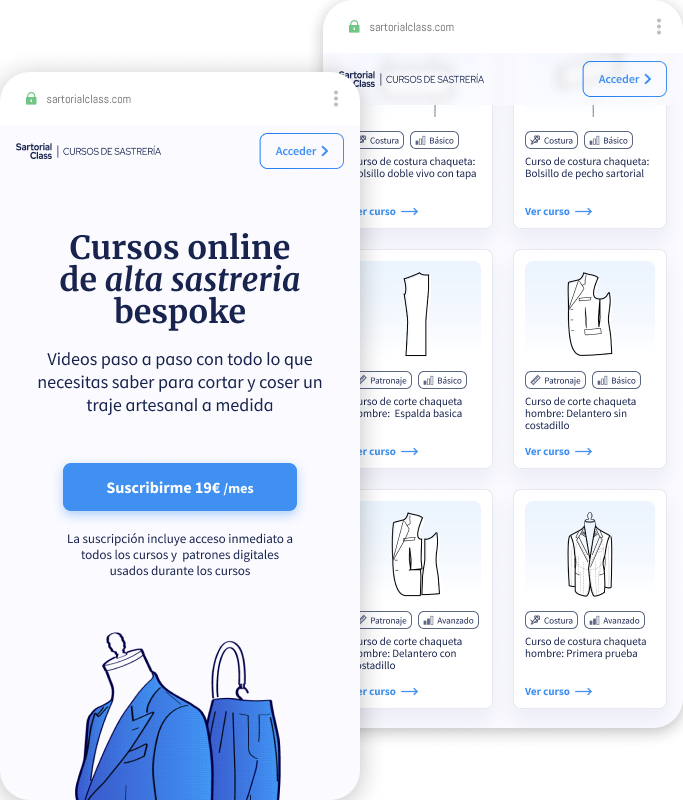 sartorialclass.com
Sartorial
Class
CURSOS DE SASTRERÍA
Acceder
Cursos online
de alta sastreria
bespoke
Videos paso a paso con todo lo que
necesitas saber para cortar y coser un
traje artesanal a medida
Suscribirme 19€ /mes
La suscripción incluye acceso inmediato a
todos los cursos y patrones digitales
usados durante los cursos
sartorialclass.com
Sartorial
Class
CURSOS DE SASTRERÍA
Acceder
Costura
Básico
urso de costura chaqueta:
olsillo doble vivo con tapa
er curso
Costura
Básico
Curso de costura chaqueta:
Bolsillo de pecho sartorial
Ver curso
Patronaje
Básico
urso de corte chaqueta
ombre: Espalda basica
er curso
Patronaje
Básico
Curso de corte chaqueta
hombre: Delantero sin
costadillo
Ver curso
Patronaje
Avanzado
urso de corte chaqueta
ombre: Delantero con
ostadillo
er curso
Costura
Avanzado
Curso de costura chaqueta
hombre: Primera prueba
Ver curso